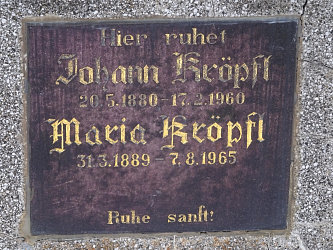 Hier ruhet
Johann Kröpfl
20.5.1880-17.2.1960
Maria Kröpfl
31.3.1889-7.8.1965
Ruhe sanft!